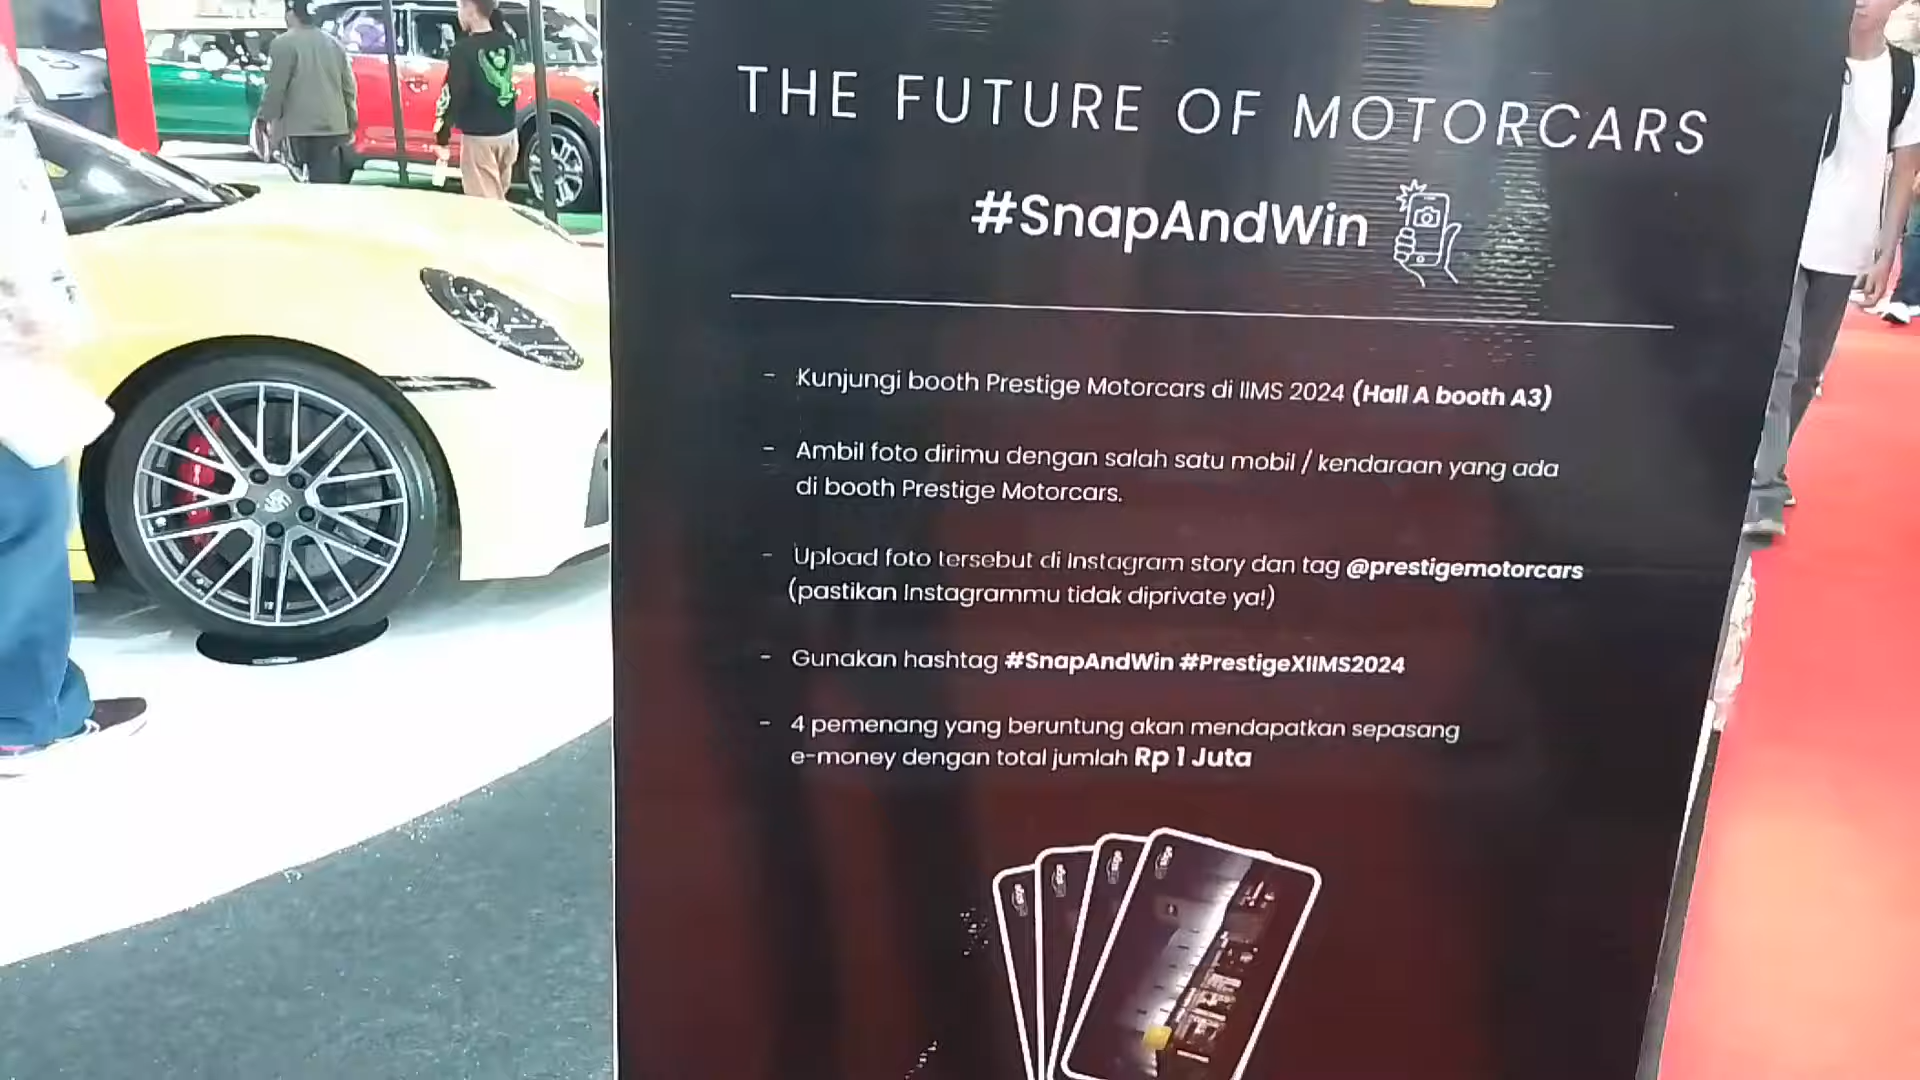 THE FUTURE OF MOTORCARS
#SnapAndWin
- Kunjungi booth Prestige Motorcars di IIMS 2024 (Hall A booth A3)
- Ambil foto dirimu dengan salah satu mobil / kendaraan yang ada
di booth Prestige Motorcars.
- Upload foto tersebut di Instagram story dan tag @prestigemotorcars
(pastikan Instagrammu tidak diprivate ya!)
- Gunakan hashtag #SnapAndWin #PrestigeXIIMS2024
- 4 pemenang yang beruntung akan mendapatkan sepasang
e-money dengan total jumlah Rp 1 Juta